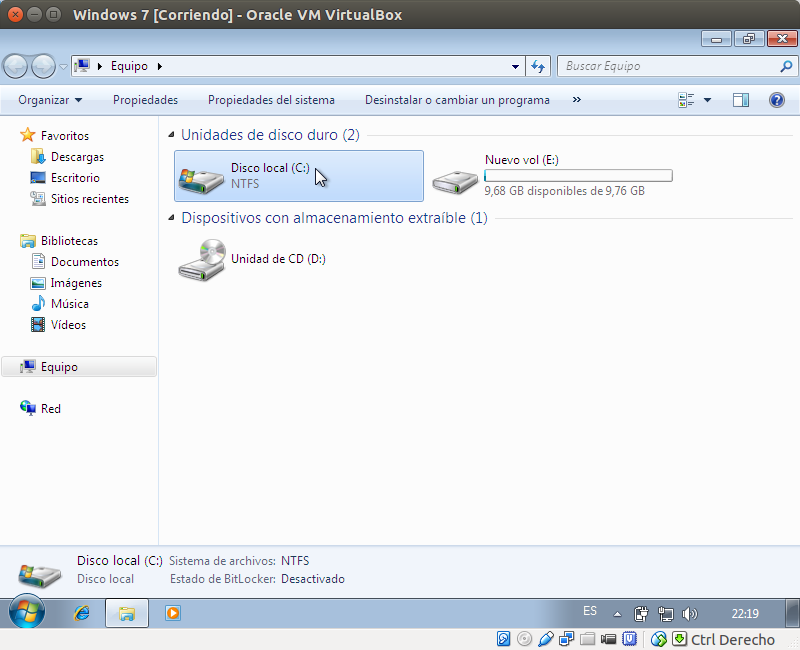 Windows 7 [Corriendo] - Oracle VM VirtualBox
Equipo
Buscar Equipo
Organizar
Propiedades
Propiedades del sistema
Desinstalar o cambiar un programa
»
Favoritos
Descargas
Escritorio
Sitios recientes
Bibliotecas
Documentos
Imágenes
Música
Vídeos
Equipo
Red
Unidades de disco duro (2)
Disco local (C:)
NTFS
Nuevo vol (E:)
9,68 GB disponibles de 9,76 GB
Dispositivos con almacenamiento extraíble (1)
Unidad de CD (D:)
Disco local (C:) Sistema de archivos: NTFS
Disco local Estado de BitLocker: Desactivado
ES
22:19
Ctrl Derecho